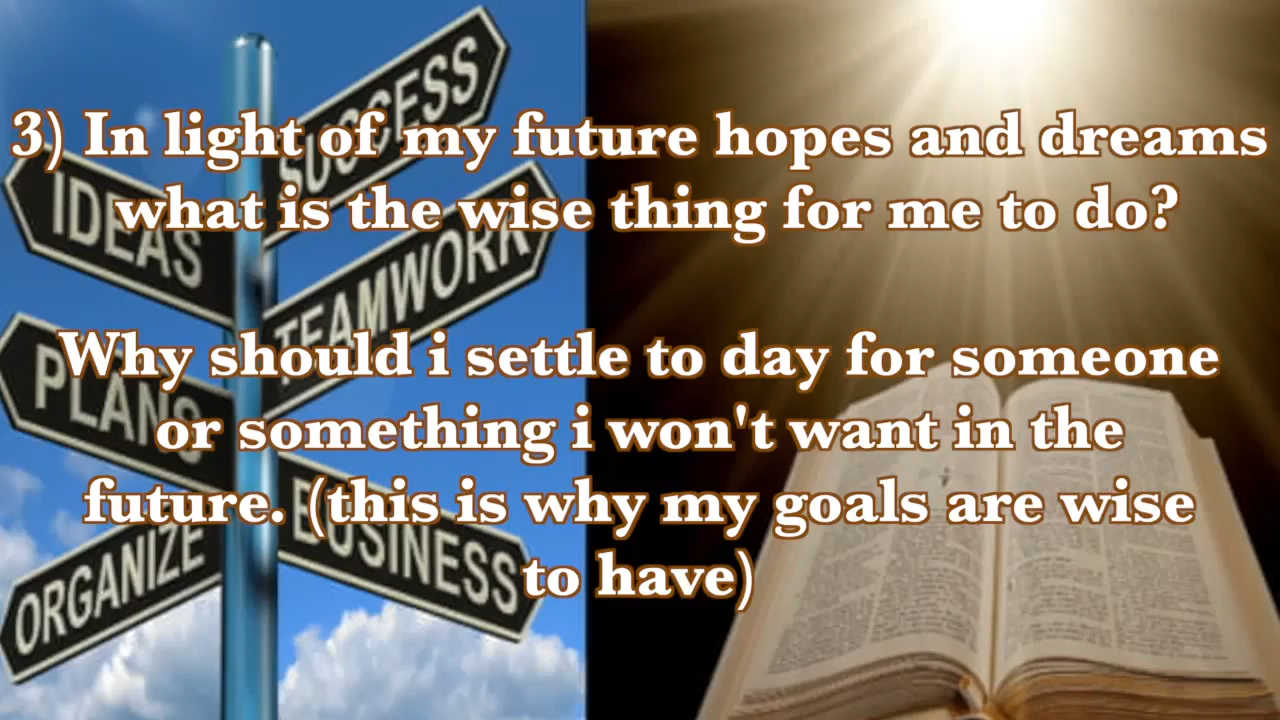 3) In light of my future hopes and dreams
what is the wise thing for me to do?
Why should i settle to day for someone
or something i won't want in the
future. (this is why my goals are wise
to have)
SUCCESS
IDEAS
TEAMWORK
PLANS
BUSINESS
ORGANIZE